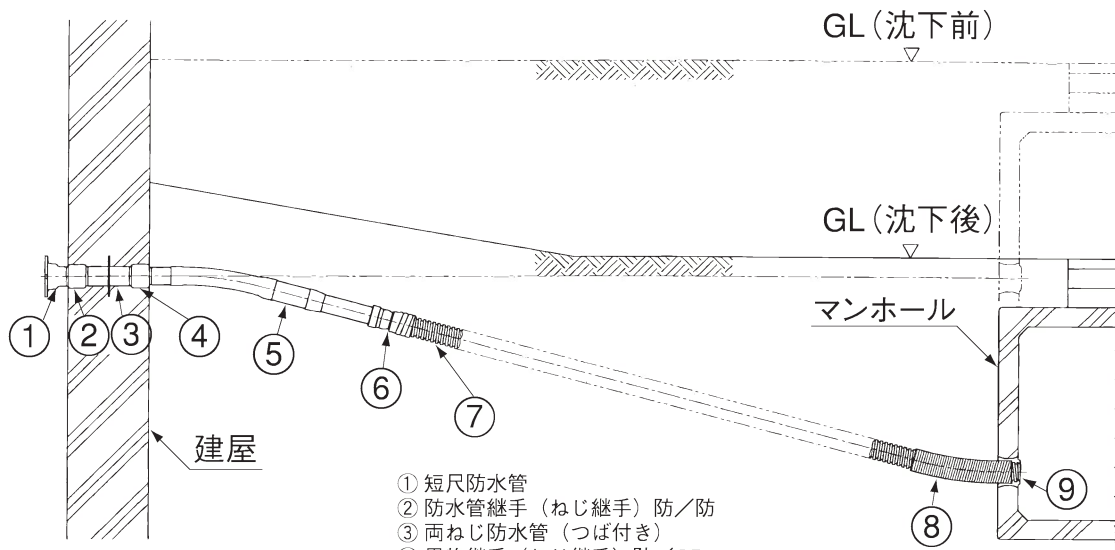 GL（沈下前）
GL（沈下後）
マンホール
① ② ③ ④
⑤
⑥
⑦
⑧
⑨
建屋
① 短尺防水管
② 防水管継手（ねじ継手）防／防
③ 両ねじ防水管（つば付き）